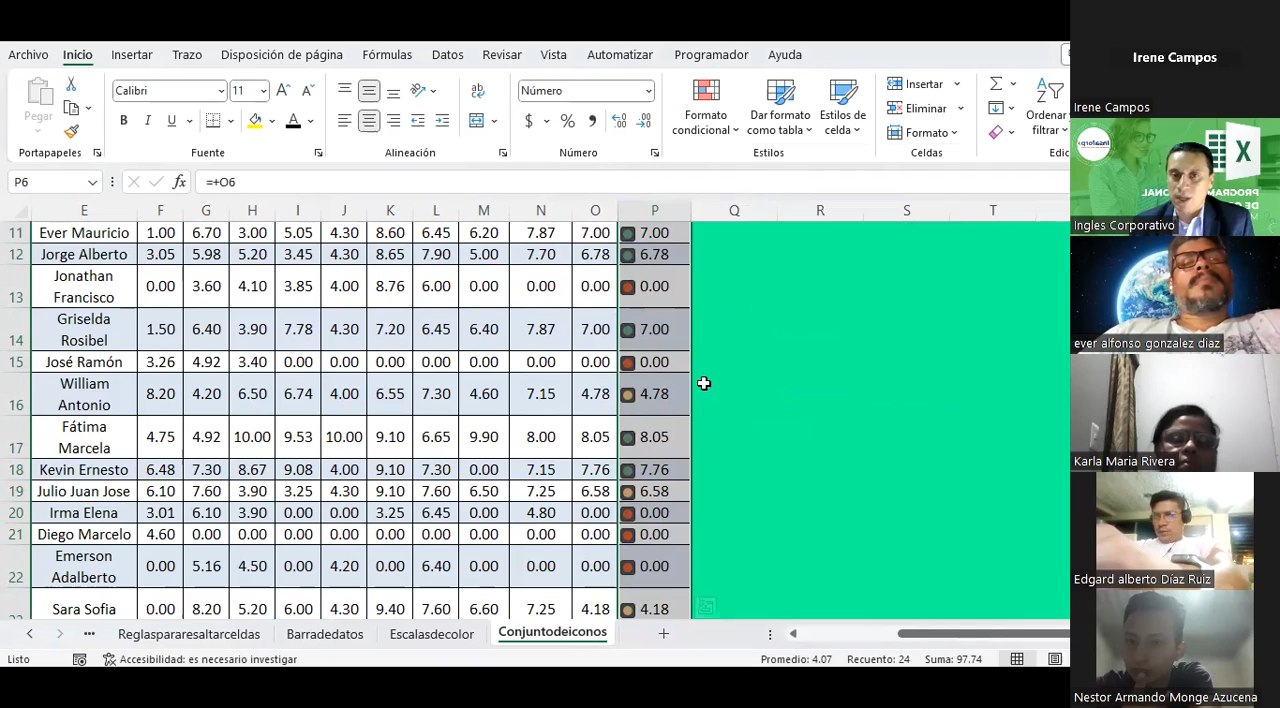 Archivo Inicio Insertar Trazo Disposición de página Fórmulas Datos Revisar Vista Automatizar Programador Ayuda
Calibri 11 Número Insertar
Pegar Formato condicional Dar formato como tabla Estilos de celda Eliminar Ordenar filtrar
N K S $ % Formato
Portapapeles Fuente Alineación Número Estilos Celdas Edic
P6 fx =+O6
E F G H I J K L M N O P Q R S T
11 Ever Mauricio 1.00 6.70 3.00 5.05 4.30 6.45 6.20 7.87 7.00 7.00
12 Jorge Alberto 3.05 5.98 5.20 3.45 4.30 8.65 7.90 5.00 7.70 6.78 6.78
13 Jonathan Francisco 0.00 3.60 4.10 3.85 4.00 8.76 6.00 0.00 0.00 0.00 0.00
14 Griselda Rosibel 1.50 6.40 3.90 7.78 4.30 7.20 6.45 6.40 7.87 7.00 7.00
15 José Ramón 3.26 4.92 3.40 0.00 0.00 0.00 0.00 0.00 0.00 0.00 0.00
16 William Antonio 8.20 4.20 6.50 6.74 4.00 6.55 7.30 4.60 7.15 4.78 4.78
17 Fátima Marcela 4.75 4.92 10.00 9.53 10.00 9.10 6.65 9.90 8.00 8.05 8.05
18 Kevin Ernesto 6.48 7.30 8.67 9.08 4.00 9.10 7.30 0.00 7.15 7.76 7.76
19 Julio Juan Jose 6.10 7.60 3.90 3.25 4.30 9.10 7.60 6.50 7.25 6.58 6.58
20 Irma Elena 3.01 6.10 3.90 0.00 0.00 3.25 6.45 0.00 4.80 0.00 0.00
21 Diego Marcelo 4.60 0.00 0.00 0.00 0.00 0.00 0.00 0.00 0.00 0.00 0.00
22 Emerson Adalberto 0.00 5.16 4.50 0.00 4.20 0.00 6.40 0.00 0.00 0.00 0.00
Sara Sofia 0.00 8.20 5.20 6.00 4.30 9.40 7.60 6.60 7.25 4.18 4.18
Reglaspararesaltarceldas Barradedatos Escalasdecolor Conjuntodeiconos
Listo Accesibilidad: es necesario investigar Promedio: 4.07 Recuento: 24 Suma: 97.74
Irene Campos
Irene Campos
Ingles Corporativo
ever alfonso gonzalez diaz
Karla Maria Rivera
Edgard alberto Díaz Ruiz
Nestor Armando Monge Azucena